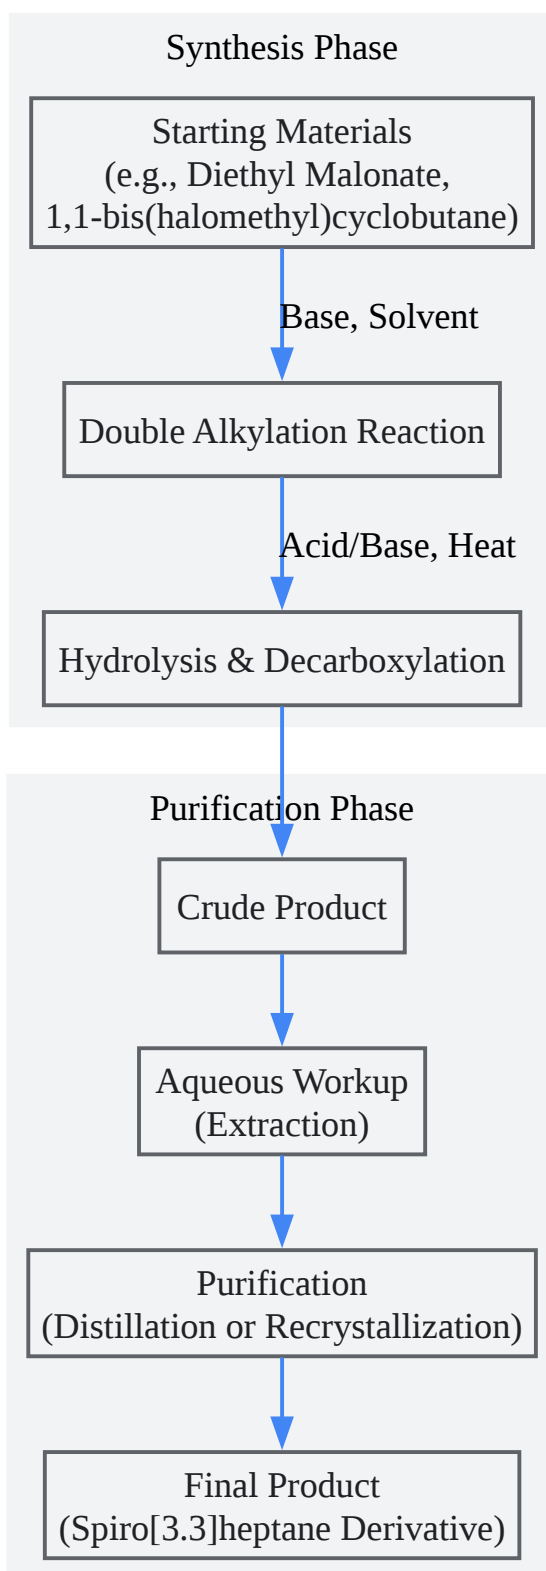 Synthesis Phase
Starting Materials
(e.g., Diethyl Malonate,
1,1-bis(halomethyl)cyclobutane)
Base, Solvent
Double Alkylation Reaction
Acid/Base, Heat
Hydrolysis & Decarboxylation
Purification Phase
Crude Product
Aqueous Workup
(Extraction)
Purification
(Distillation or Recrystallization)
Final Product
(Spiro[3.3]heptane Derivative)